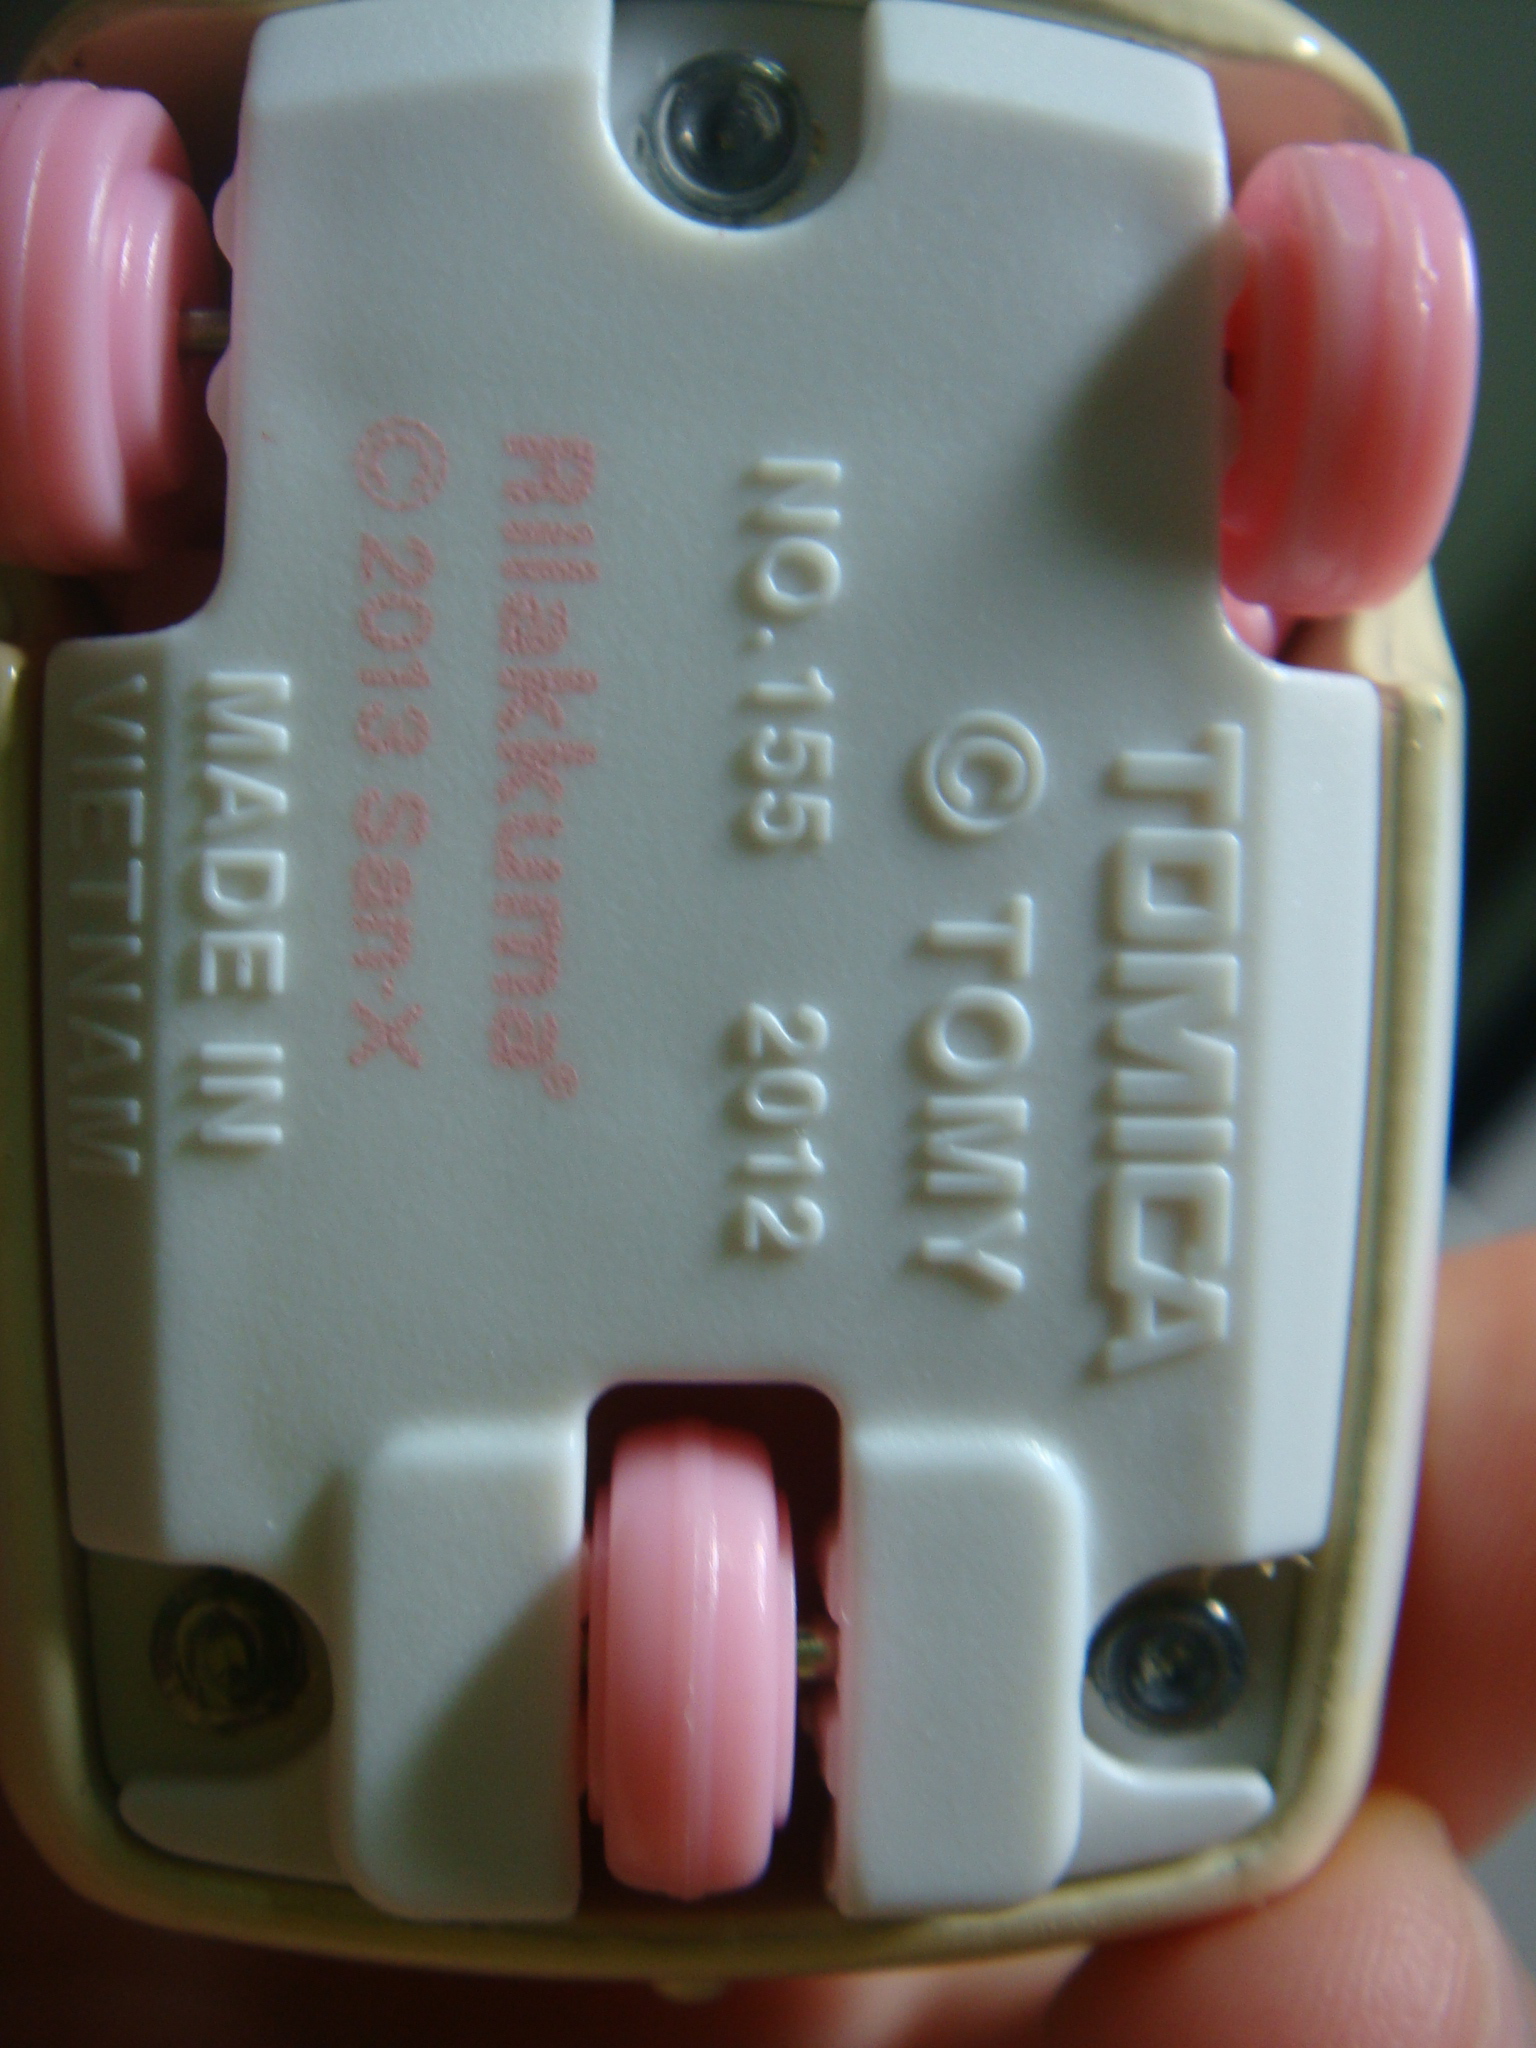 TOMICA
© TOMY
NO.155 2012
Rilakkuma®
© 2013 San-X
MADE IN
VIETNAM